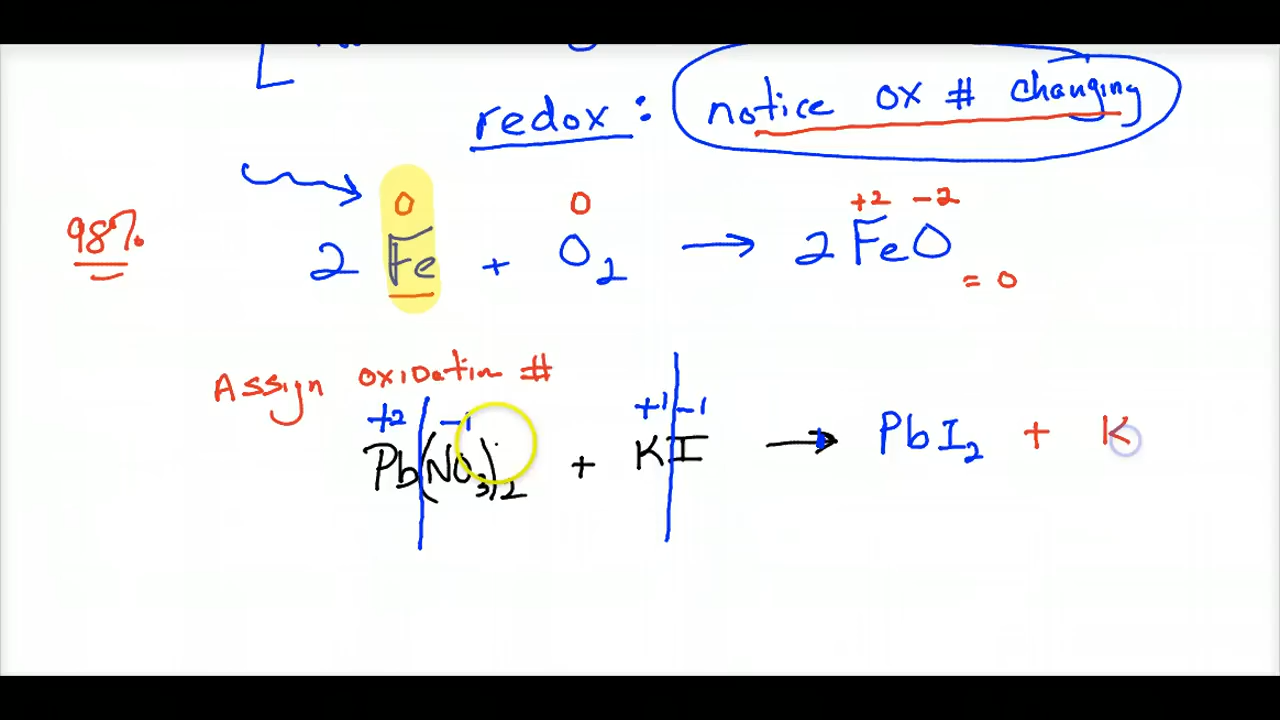 redox: notice ox # changing
0 0 +2 -2
98% 2 Fe + O₂ → 2 FeO = 0
Assign oxidatin #
+2 -1 +1 -1
Pb(NO₃)₂ + KI → PbI₂ + K